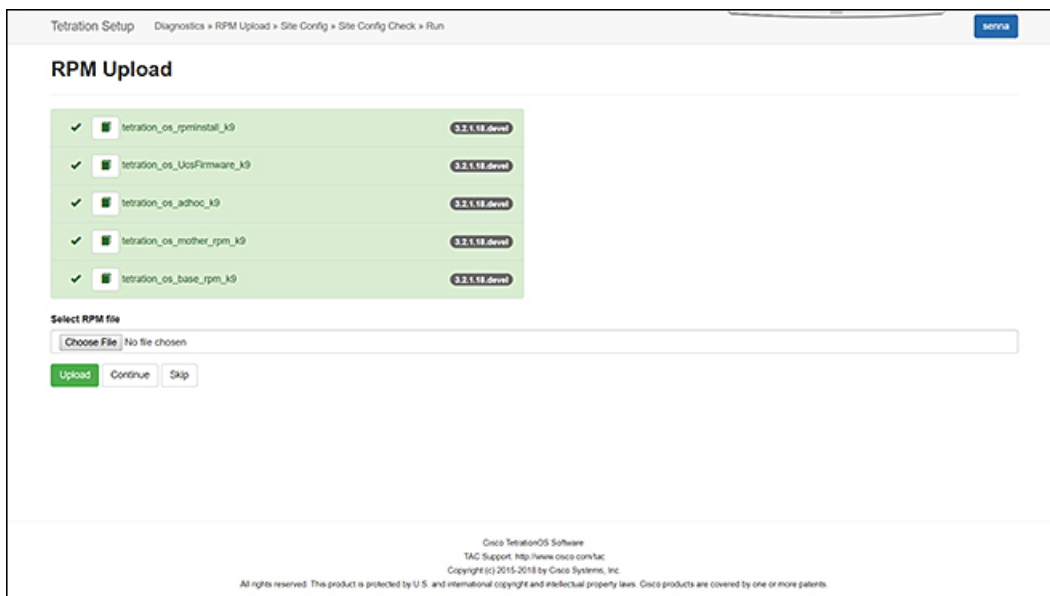 Tetration Setup Diagnostics » RPM Upload » Site Config » Site Config Check » Run senna
RPM Upload
tetration_os_rpminstall_k9 3.2.1.18.devel
tetration_os_UcsFirmware_k9 3.2.1.18.devel
tetration_os_adhoc_k9 3.2.1.18.devel
tetration_os_mother_rpm_k9 3.2.1.18.devel
tetration_os_base_rpm_k9 3.2.1.18.devel
Select RPM file
Choose File No file chosen
Upload Continue Skip
Cisco TetrationOS Software
TAC Support: http://www.cisco.com/tac
Copyright (c) 2015-2018 by Cisco Systems, Inc.
All rights reserved. This product is protected by U.S. and international copyright and intellectual property laws. Cisco products are covered by one or more patents.